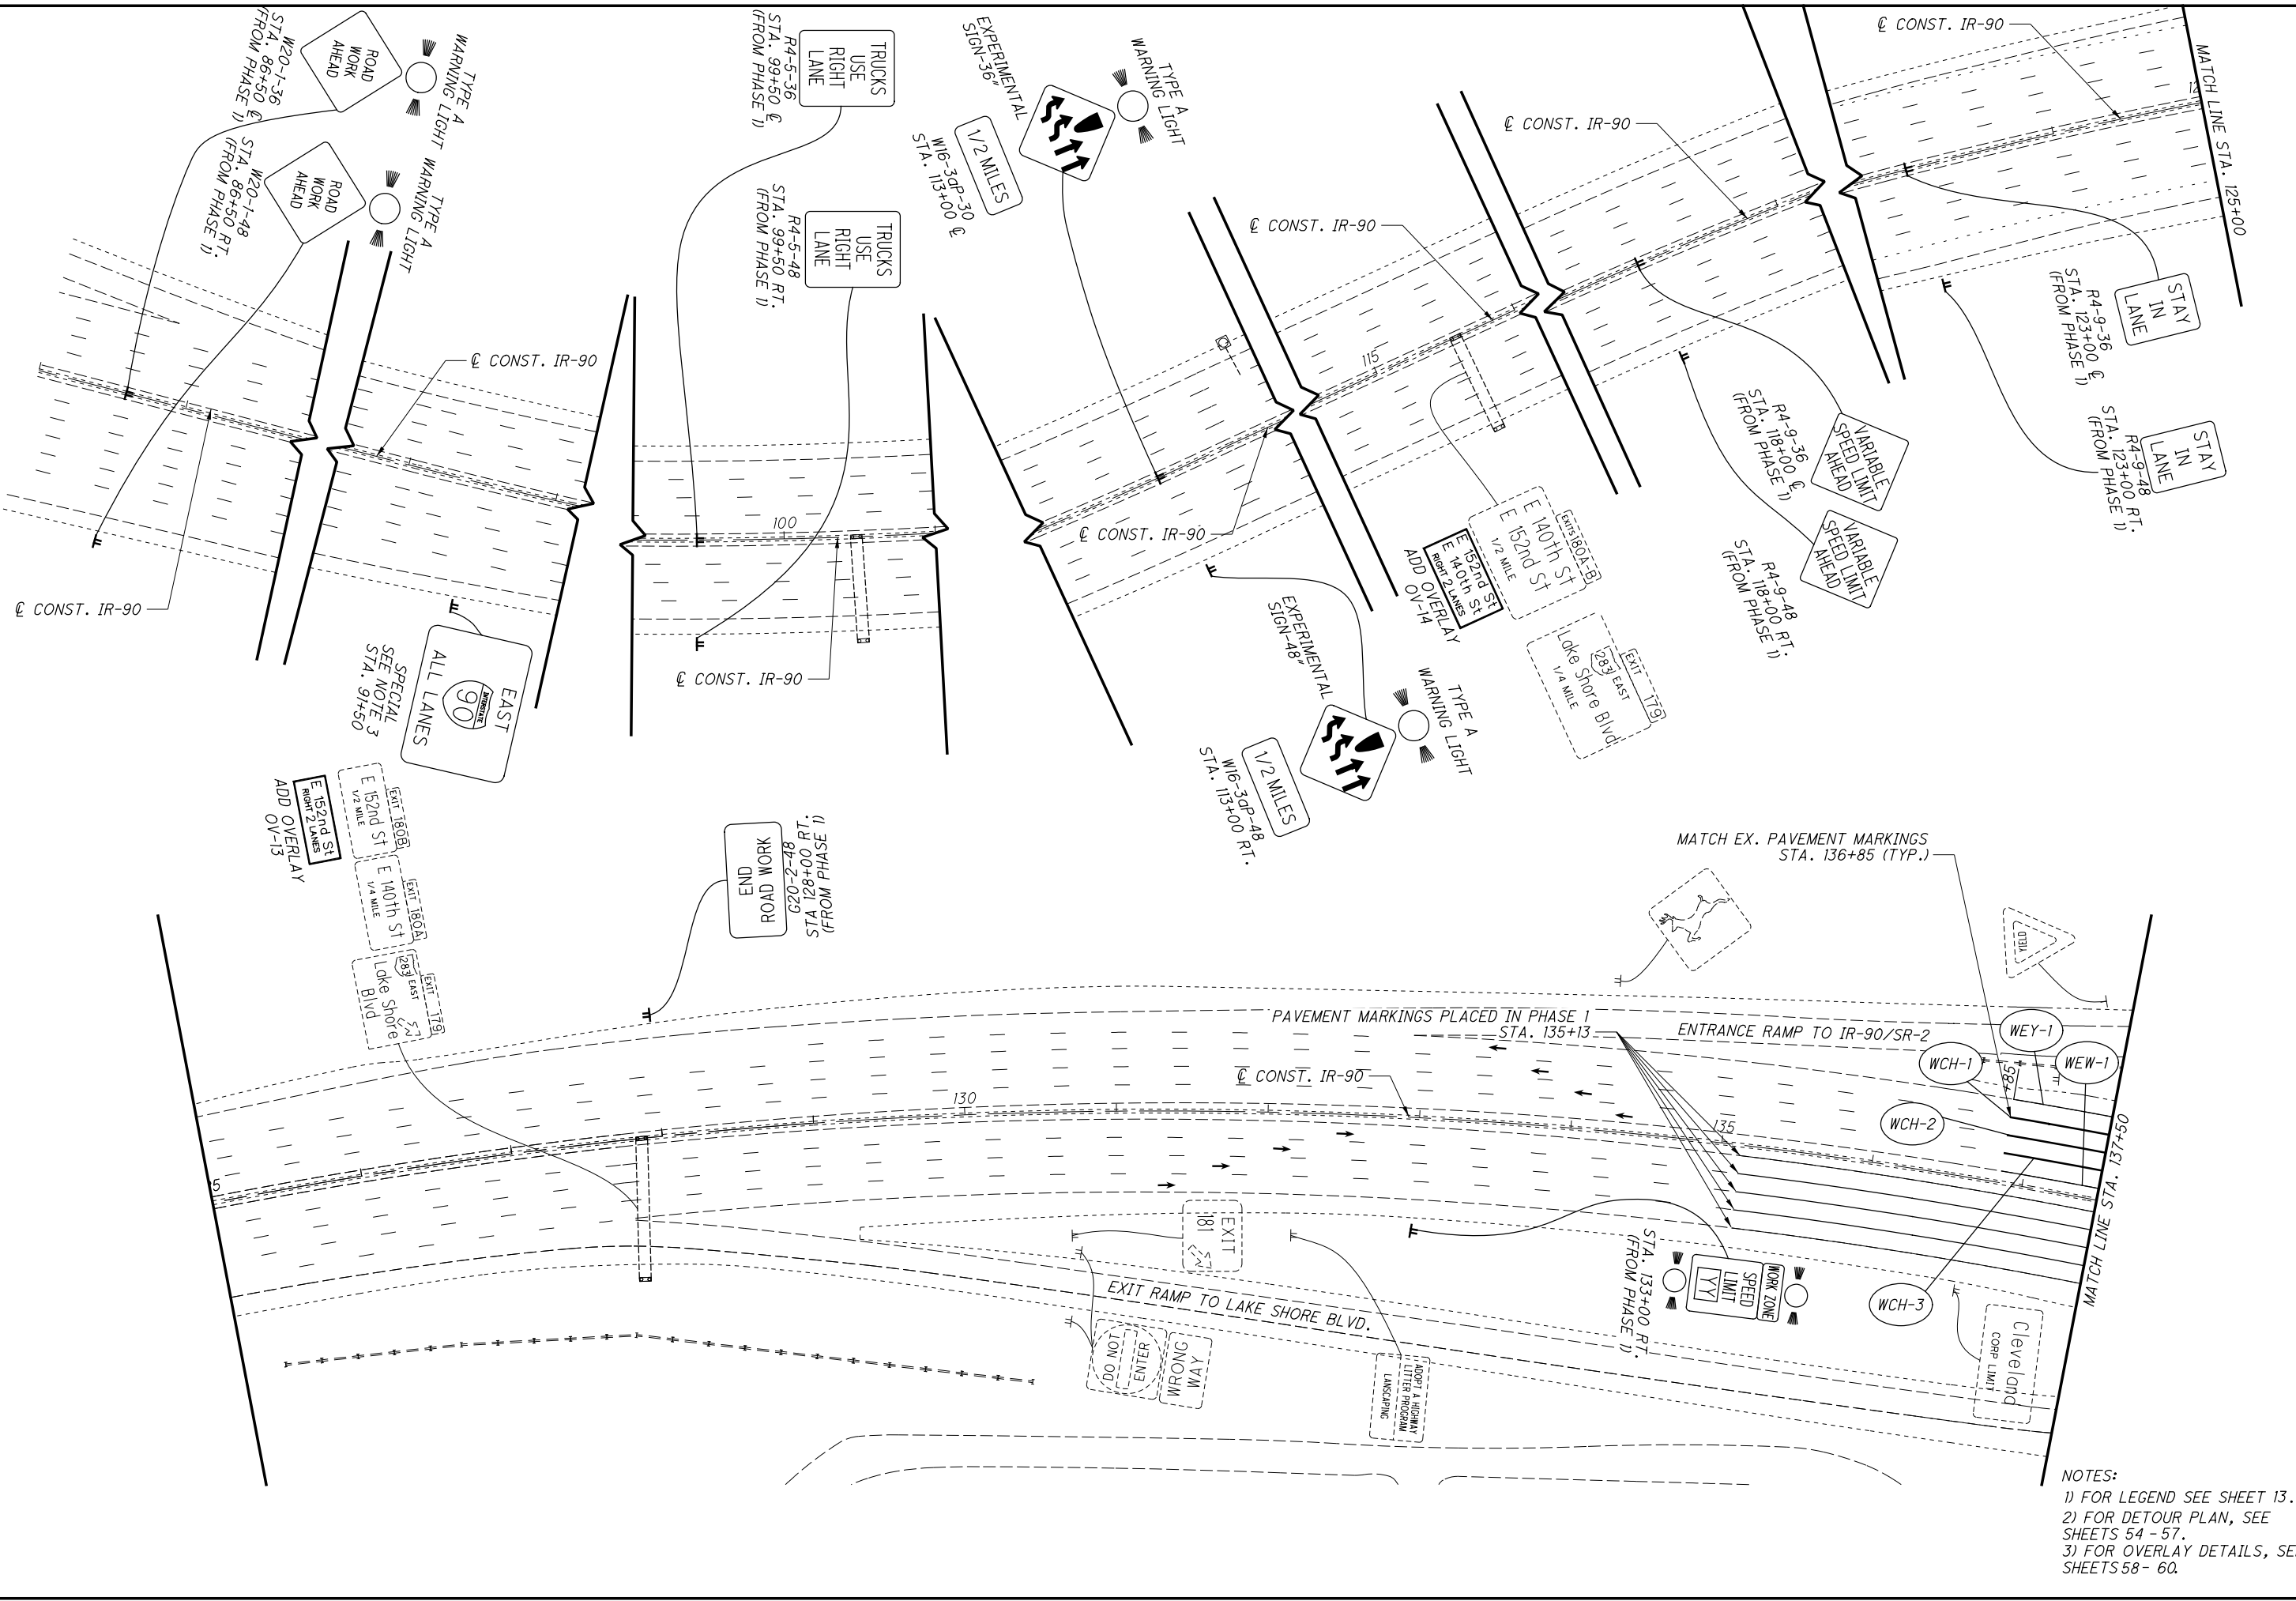 TYPE A
WARNING LIGHT
ROAD
WORK
AHEAD
W20-1-36
STA. 86+50 ℄
(FROM PHASE 1)
TYPE A
WARNING LIGHT
ROAD
WORK
AHEAD
W20-1-48
STA. 86+50 RT.
(FROM PHASE 1).
℄ CONST. IR-90
℄ CONST. IR-90
EAST
INTERSTATE
90
ALL LANES
SPECIAL
SEE NOTE 3
STA. 91+50
TRUCKS
USE
RIGHT
LANE
R4-5-36
STA. 99+50 ℄
(FROM PHASE 1)
TRUCKS
USE
RIGHT
LANE
R4-5-48
STA. 99+50 RT.
(FROM PHASE 1)
100
℄ CONST. IR-90
TYPE A
WARNING LIGHT
EXPERIMENTAL
SIGN-36"
1/2 MILES
W16-3aP-30
STA. 113+00 ℄
℄ CONST. IR-90
EXPERIMENTAL
SIGN-48"
TYPE A
WARNING LIGHT
1/2 MILES
W16-3aP-48
STA. 113+00 RT.
℄ CONST. IR-90
115
EXITS 180A-B
E 140th St
E 152nd St
1/2 MILE
E 152nd St
E 140th St
RIGHT 2 LANES
ADD OVERLAY
OV-14
EXIT 179
283 EAST
Lake Shore Blvd
1/4 MILE
℄ CONST. IR-90
VARIABLE
SPEED LIMIT
AHEAD
R4-9-36
STA. 118+00 ℄
(FROM PHASE 1)
VARIABLE
SPEED LIMIT
AHEAD
R4-9-48
STA. 118+00 RT.
(FROM PHASE 1)
℄ CONST. IR-90
12
MATCH LINE STA. 125+00
STAY
IN
LANE
R4-9-36
STA. 123+00 ℄
(FROM PHASE 1)
STAY
IN
LANE
R4-9-48
STA. 123+00 RT.
(FROM PHASE 1)
EXIT 180B
E 152nd St
1/2 MILE
E 152nd St
RIGHT 2 LANES
ADD OVERLAY
OV-13
EXIT 180A
E 140th St
1/4 MILE
EXIT 179
283 EAST
Lake Shore
Blvd
END
ROAD WORK
G20-2-48
STA 128+00 RT.
(FROM PHASE 1)
MATCH EX. PAVEMENT MARKINGS
STA. 136+85 (TYP.)
YIELD
PAVEMENT MARKINGS PLACED IN PHASE 1
STA. 135+13
ENTRANCE RAMP TO IR-90/SR-2
WEY-1
WCH-1
WEW-1
+85
WCH-2
℄ CONST. IR-90
130
135
5
MATCH LINE STA. 137+50
WCH-3
EXIT
181
EXIT RAMP TO LAKE SHORE BLVD.
DO NOT
ENTER
WRONG
WAY
ADOPT A HIGHWAY
LITTER PROGRAM
LANSCAPING
STA. 133+00 RT.
(FROM PHASE 1)
WORK ZONE
SPEED
LIMIT
YY
Cleveland
CORP LIMIT
NOTES:
1) FOR LEGEND SEE SHEET 13.
2) FOR DETOUR PLAN, SEE
SHEETS 54 - 57.
3) FOR OVERLAY DETAILS, SE
SHEETS 58 - 60.